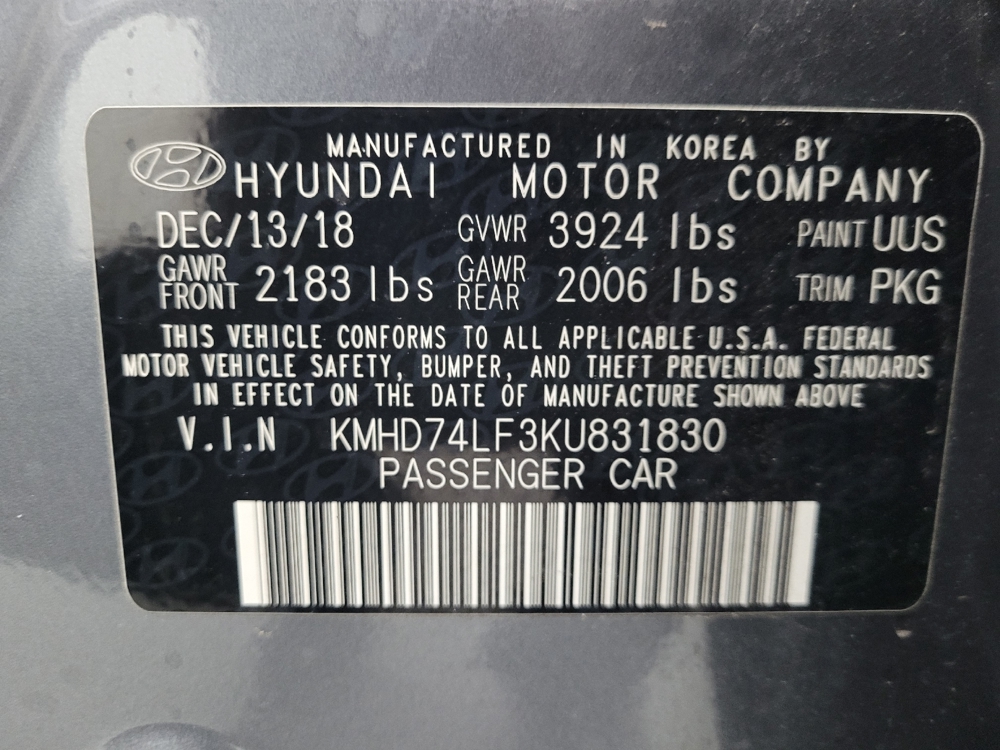 MANUFACTURED IN KOREA BY
HYUNDAI MOTOR COMPANY
DEC/13/18 GVWR 3924 lbs PAINT UUS
GAWR FRONT 2183 lbs GAWR REAR 2006 lbs TRIM PKG
THIS VEHICLE CONFORMS TO ALL APPLICABLE U.S.A. FEDERAL
MOTOR VEHICLE SAFETY, BUMPER, AND THEFT PREVENTION STANDARDS
IN EFFECT ON THE DATE OF MANUFACTURE SHOWN ABOVE
V.I.N KMHD74LF3KU831830
PASSENGER CAR